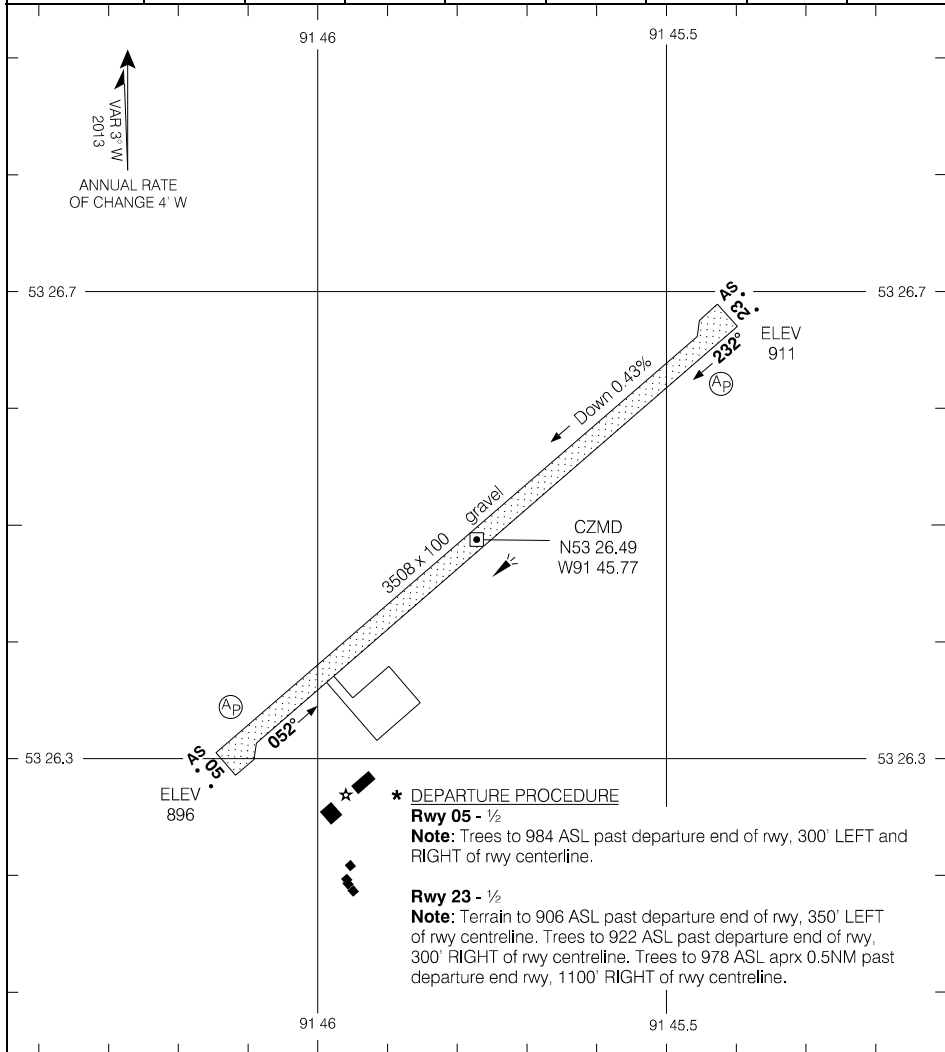 91 46
91 45.5
VAR 3° W
2013
ANNUAL RATE
OF CHANGE 4' W
53 26.7
53 26.7
AS
23
ELEV
911
232°
AP
Down 0.43%
gravel
3508 x 100
CZMD
N53 26.49
W91 45.77
AP
052°
AS
05
53 26.3
53 26.3
ELEV
896
* DEPARTURE PROCEDURE
Rwy 05 - ½
Note: Trees to 984 ASL past departure end of rwy, 300' LEFT and
RIGHT of rwy centerline.
Rwy 23 - ½
Note: Terrain to 906 ASL past departure end of rwy, 350' LEFT
of rwy centreline. Trees to 922 ASL past departure end of rwy,
300' RIGHT of rwy centreline. Trees to 978 ASL aprx 0.5NM past
departure end rwy, 1100' RIGHT of rwy centreline.
91 46
91 45.5